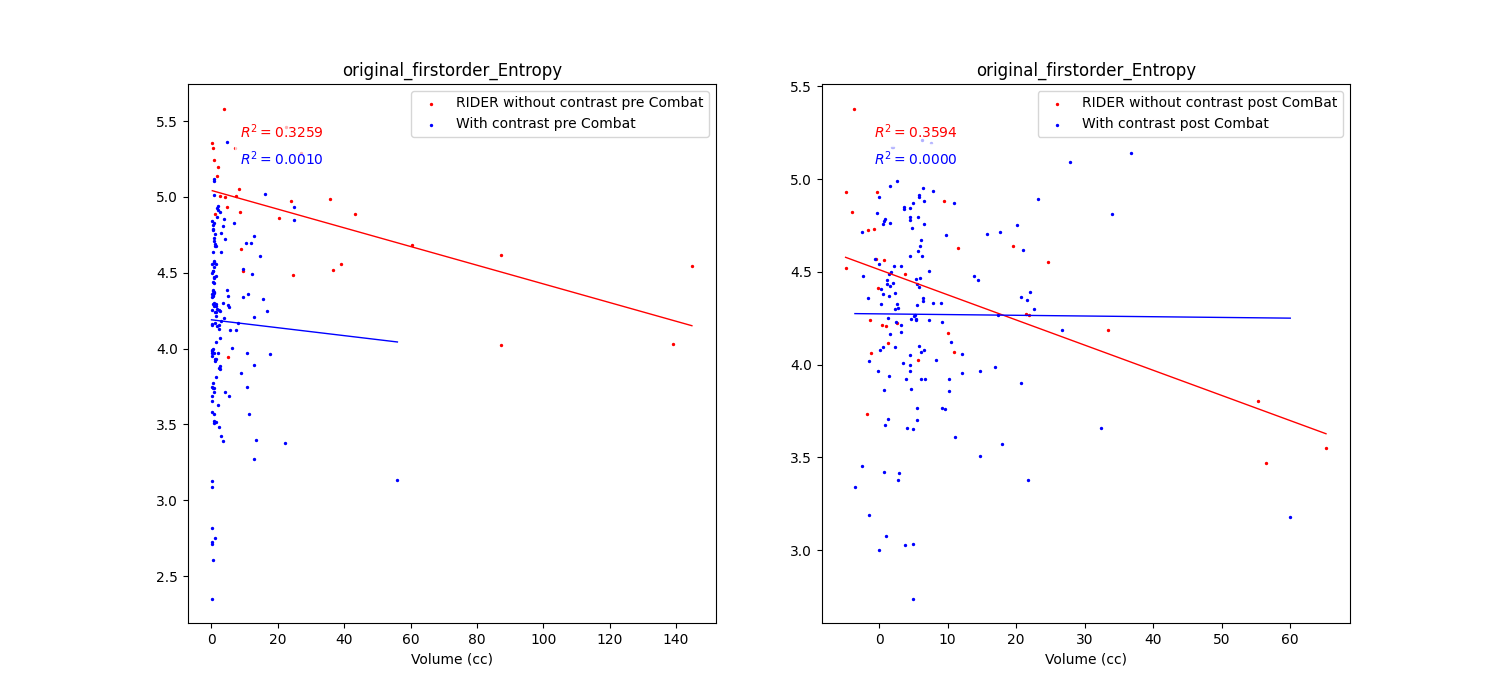 original_firstorder_Entropy
RIDER without contrast pre Combat
With contrast pre Combat
R² = 0.3259
R² = 0.0010
5.5
5.0
4.5
4.0
3.5
3.0
2.5
0 20 40 60 80 100 120 140
Volume (cc)
original_firstorder_Entropy
RIDER without contrast post ComBat
With contrast post Combat
R² = 0.3594
R² = 0.0000
5.5
5.0
4.5
4.0
3.5
3.0
0 10 20 30 40 50 60
Volume (cc)